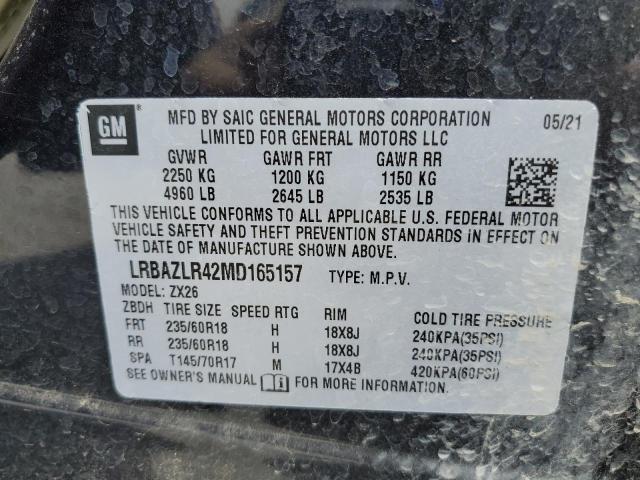 GM
MFD BY SAIC GENERAL MOTORS CORPORATION 05/21
LIMITED FOR GENERAL MOTORS LLC
GVWR GAWR FRT GAWR RR
2250 KG 1200 KG 1150 KG
4960 LB 2645 LB 2535 LB
THIS VEHICLE CONFORMS TO ALL APPLICABLE U.S. FEDERAL MOTOR
VEHICLE SAFETY AND THEFT PREVENTION STANDARDS IN EFFECT ON
THE DATE OF MANUFACTURE SHOWN ABOVE.
LRBAZLR42MD165157 TYPE: M.P.V.
MODEL: ZX26
ZBDH TIRE SIZE SPEED RTG RIM COLD TIRE PRESSURE
FRT 235/60R18 H 18X8J 240KPA(35PSI)
RR 235/60R18 H 18X8J 240KPA(35PSI)
SPA T145/70R17 M 17X4B 420KPA(60PSI)
SEE OWNER'S MANUAL FOR MORE INFORMATION